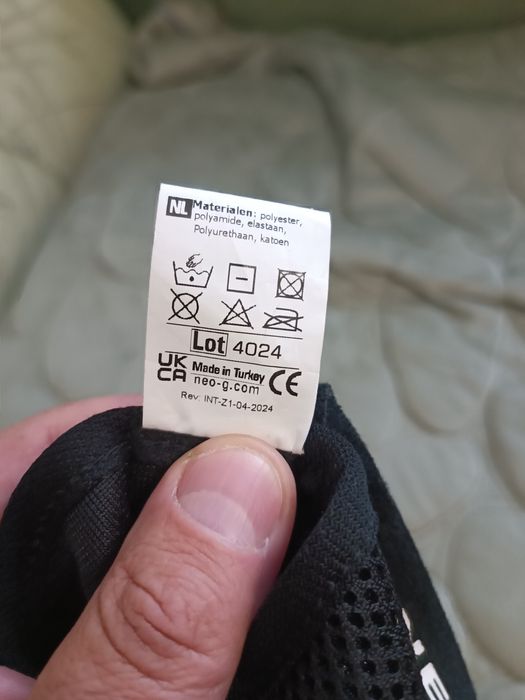 NL Materialen: polyester,
polyamide, elastaan,
Polyurethaan, katoen
Lot 4024
UK
CA
Made in Turkey
neo-g.com
CE
Rev: INT-Z1-04-2024